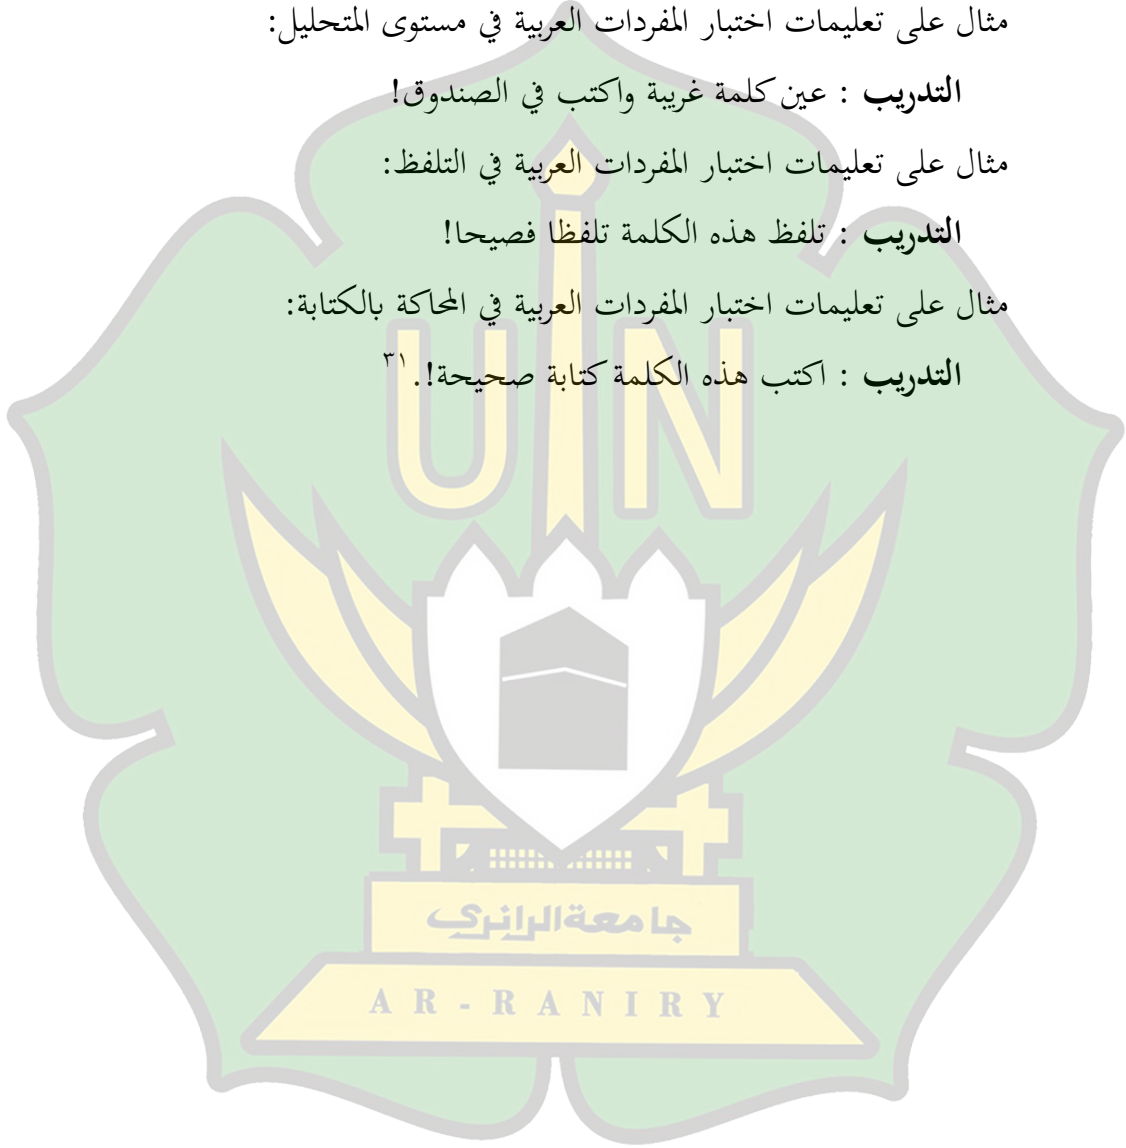 مثال على تعليمات اختبار المفردات العربية في مستوى المتحليل:
التدريب : عين كلمة غريبة واكتب في الصندوق!
مثال على تعليمات اختبار المفردات العربية في التلفظ:
التدريب : تلفظ هذه الكلمة تلفظا فصيحا!
مثال على تعليمات اختبار المفردات العربية في المحاكة بالكتابة:
التدريب : اكتب هذه الكلمة كتابة صحيحة!.٣١
UIN
جامعة الرانري
AR-RANIRY